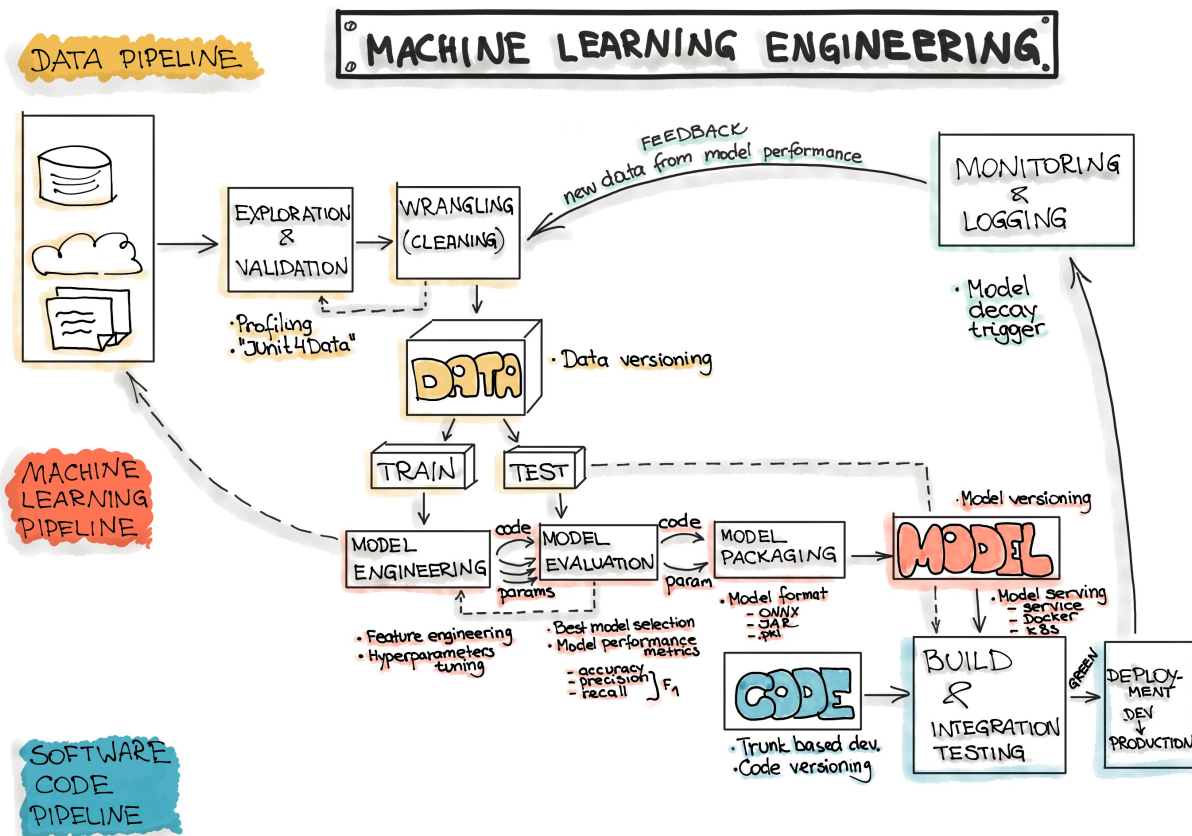 MACHINE LEARNING ENGINEERING
DATA PIPELINE
FEEDBACK
new data from model performance
MONITORING
&
LOGGING
· Model
decay
trigger
EXPLORATION
&
VALIDATION
· Profiling
· "JUnit4Data"
WRANGLING
(CLEANING)
DATA
· Data versioning
TRAIN
TEST
MACHINE
LEARNING
PIPELINE
MODEL
ENGINEERING
code
params
· Feature engineering
· Hyperparameters
tuning
MODEL
EVALUATION
code
param
· Best model selection
· Model performance
metrics
- accuracy
- precision
- recall
} F1
MODEL
PACKAGING
· Model format
- ONNX
- JAR
- .pkl
· Model versioning
MODEL
· Model serving
- service
- Docker
- K8S
CODE
· Trunk based dev.
· Code versioning
BUILD
&
INTEGRATION
TESTING
GREEN
DEPLOY-
MENT
DEV
↓
PRODUCTION
SOFTWARE
CODE
PIPELINE